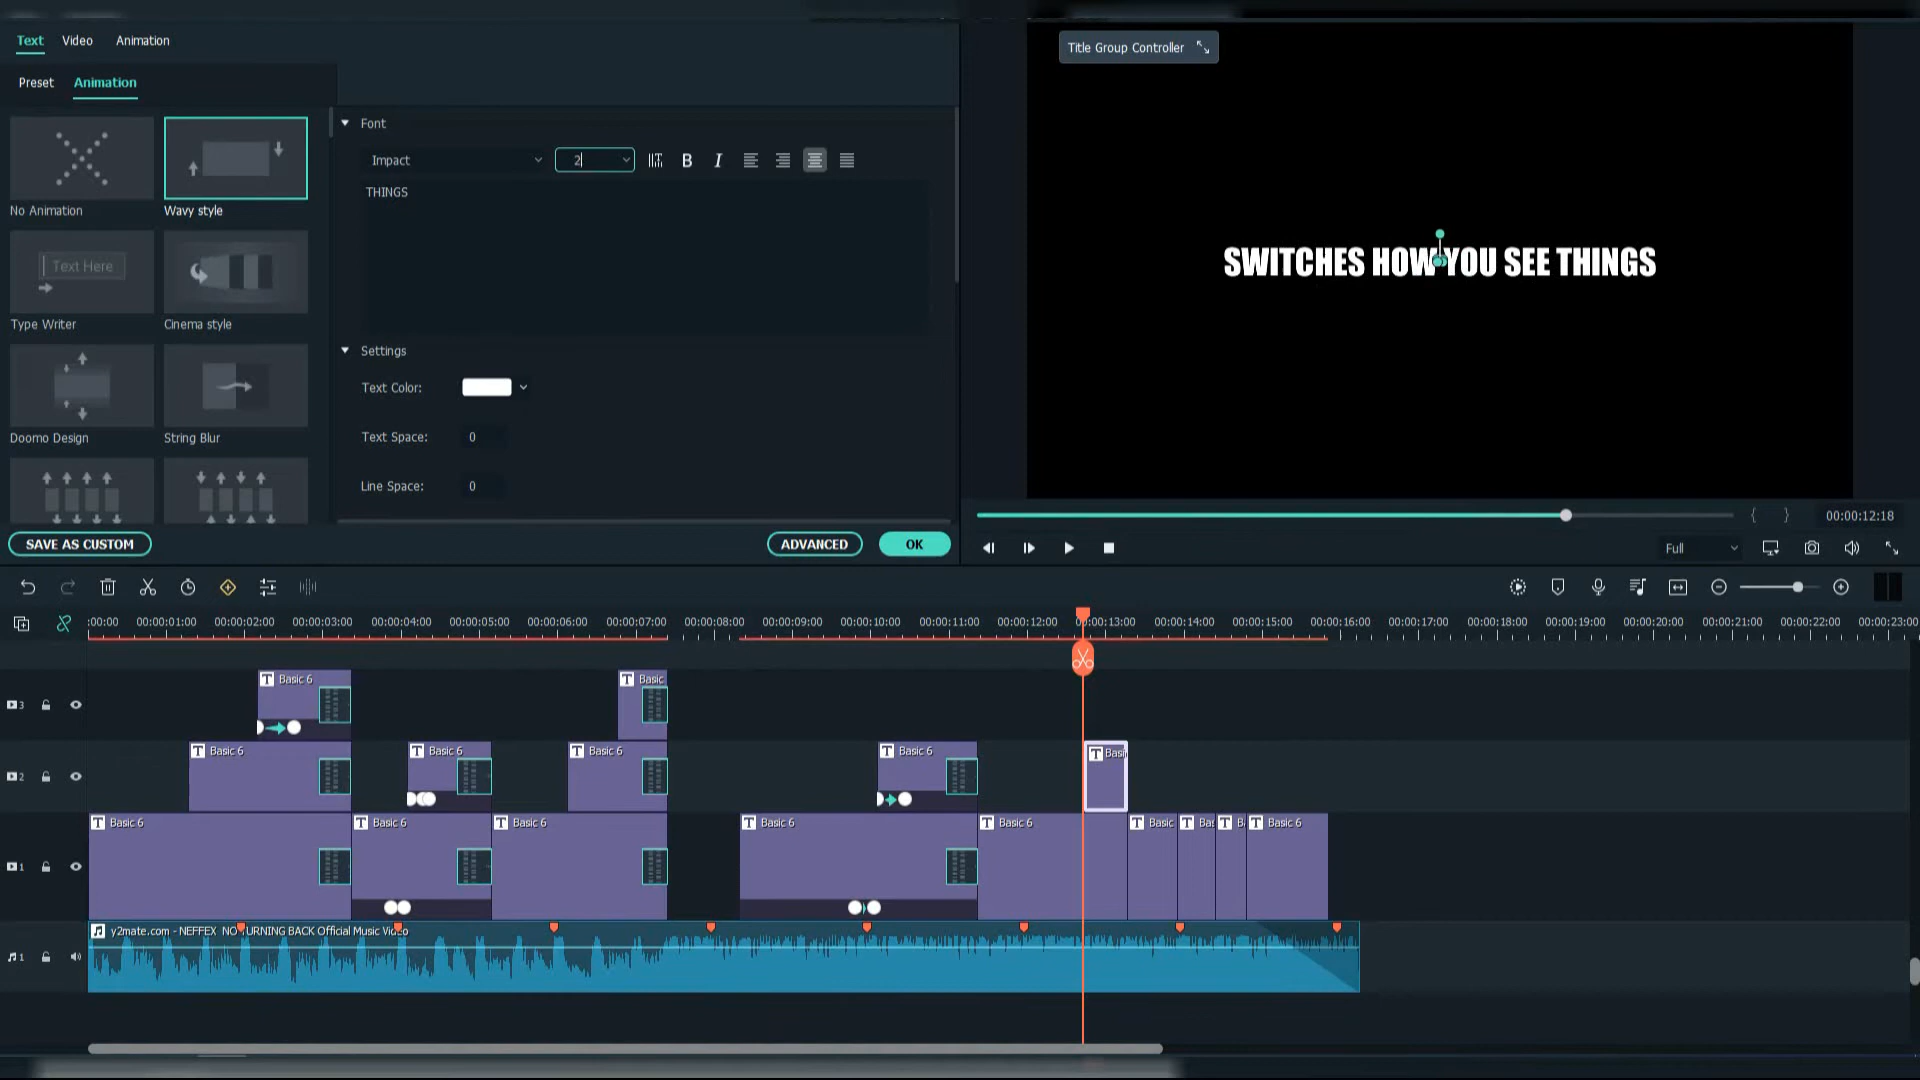 Text Video Animation
Preset Animation
No Animation
Wavy style
Text Here
Type Writer
Cinema style
Doomo Design
String Blur
SAVE AS CUSTOM
Font
Impact
2
B I
THINGS
Settings
Text Color:
Text Space: 0
Line Space: 0
ADVANCED OK
Title Group Controller
SWITCHES HOW YOU SEE THINGS
{ } 00:00:12:18
Full
:00:00 00:00:01:00 00:00:02:00 00:00:03:00 00:00:04:00 00:00:05:00 00:00:06:00 00:00:07:00 00:00:08:00 00:00:09:00 00:00:10:00 00:00:11:00 00:00:12:00 00:00:13:00 00:00:14:00 00:00:15:00 00:00:16:00 00:00:17:00 00:00:18:00 00:00:19:00 00:00:20:00 00:00:21:00 00:00:22:00 00:00:23:00
3 T Basic 6 T Basic
2 T Basic 6 T Basic 6 T Basic 6 T Basic 6 T Basi
1 T Basic 6 T Basic 6 T Basic 6 T Basic 6 T Basic 6 T Basic T Bas T B T Basic 6
y2mate.com - NEFFEX NO TURNING BACK Official Music Video
1